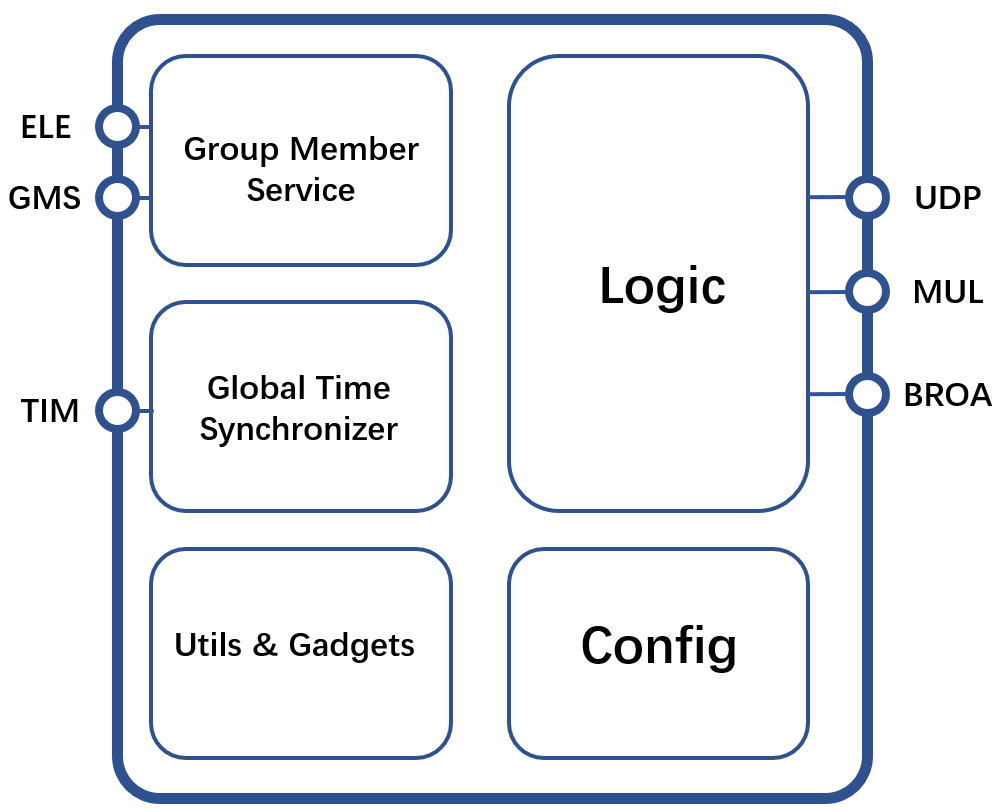 ELE
GMS
Group Member
Service
Logic
UDP
MUL
BROA
TIM
Global Time
Synchronizer
Utils & Gadgets
Config